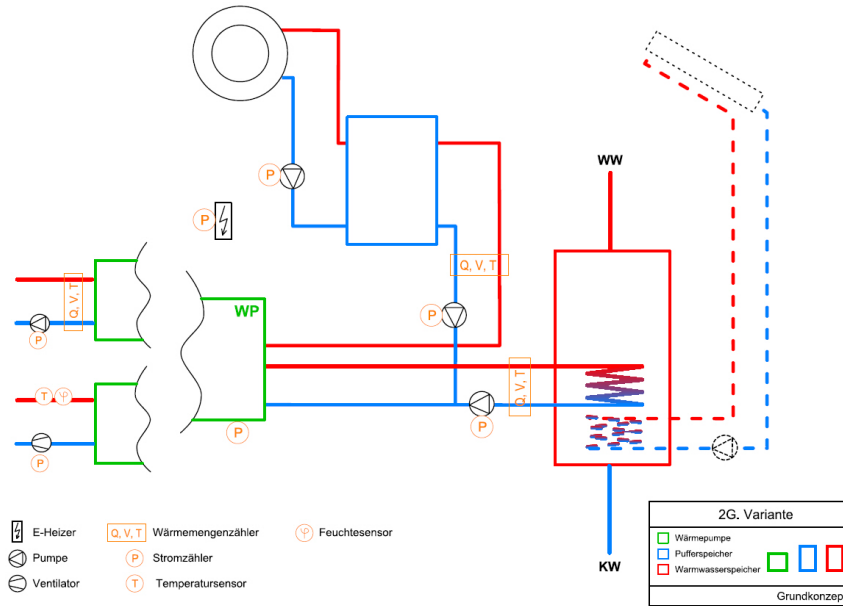 P
P
WW
Q, V, T
WP
Q, V, T
P
P
T φ
Q, V, T
P
P
P
E-Heizer
Q, V, T Wärmemengenzähler
φ Feuchtesensor
Pumpe
P Stromzähler
Ventilator
T Temperatursensor
KW
2G. Variante
Wärmepumpe
Pufferspeicher
Warmwasserspeicher
Grundkonzep